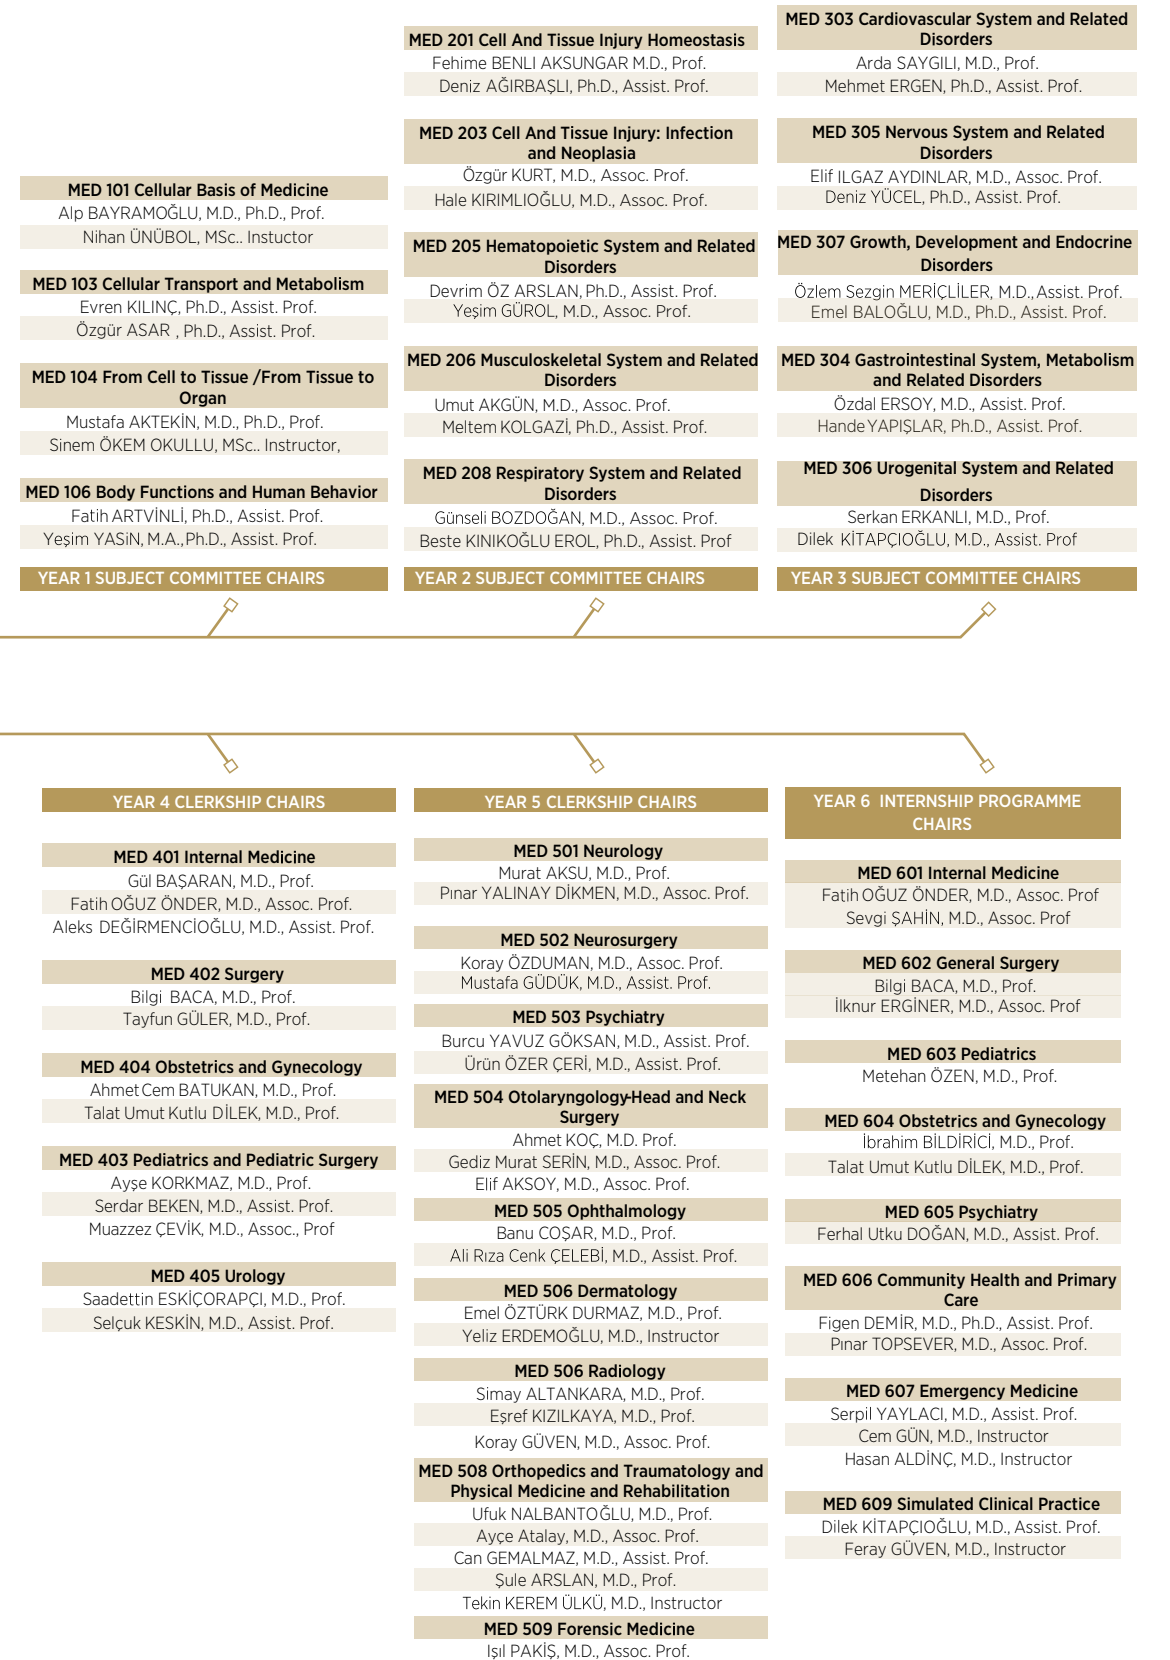 MED 101 Cellular Basis of Medicine
Alp BAYRAMOĞLU, M.D., Ph.D., Prof.
Nihan ÜNÜBOL, MSc.. Instuctor
MED 103 Cellular Transport and Metabolism
Evren KILINÇ, Ph.D., Assist. Prof.
Özgür ASAR , Ph.D., Assist. Prof.
MED 104 From Cell to Tissue /From Tissue to
Organ
Mustafa AKTEKİN, M.D., Ph.D., Prof.
Sinem ÖKEM OKULLU, MSc.. Instructor,
MED 106 Body Functions and Human Behavior
Fatih ARTVİNLİ, Ph.D., Assist. Prof.
Yeşim YASiN, M.A., Ph.D., Assist. Prof.
YEAR 1 SUBJECT COMMITTEE CHAIRS
MED 201 Cell And Tissue Injury Homeostasis
Fehime BENLI AKSUNGAR M.D., Prof.
Deniz AĞIRBAŞLI, Ph.D., Assist. Prof.
MED 203 Cell And Tissue Injury: Infection
and Neoplasia
Özgür KURT, M.D., Assoc. Prof.
Hale KIRIMLIOĞLU, M.D., Assoc. Prof.
MED 205 Hematopoietic System and Related
Disorders
Devrim ÖZ ARSLAN, Ph.D., Assist. Prof.
Yeşim GÜROL, M.D., Assoc. Prof.
MED 206 Musculoskeletal System and Related
Disorders
Umut AKGÜN, M.D., Assoc. Prof.
Meltem KOLGAZİ, Ph.D., Assist. Prof.
MED 208 Respiratory System and Related
Disorders
Günseli BOZDOĞAN, M.D., Assoc. Prof.
Beste KINIKOĞLU EROL, Ph.D., Assist. Prof
YEAR 2 SUBJECT COMMITTEE CHAIRS
MED 303 Cardiovascular System and Related
Disorders
Arda SAYGILI, M.D., Prof.
Mehmet ERGEN, Ph.D., Assist. Prof.
MED 305 Nervous System and Related
Disorders
Elif ILGAZ AYDINLAR, M.D., Assoc. Prof.
Deniz YÜCEL, Ph.D., Assist. Prof.
MED 307 Growth, Development and Endocrine
Disorders
Özlem Sezgin MERİÇLİLER, M.D., Assist. Prof.
Emel BALOĞLU, M.D., Ph.D., Assist. Prof.
MED 304 Gastrointestinal System, Metabolism
and Related Disorders
Özdal ERSOY, M.D., Assist. Prof.
Hande YAPIŞLAR, Ph.D., Assist. Prof.
MED 306 Urogenital System and Related
Disorders
Serkan ERKANLI, M.D., Prof.
Dilek KİTAPÇIOĞLU, M.D., Assist. Prof
YEAR 3 SUBJECT COMMITTEE CHAIRS
YEAR 4 CLERKSHIP CHAIRS
MED 401 Internal Medicine
Gül BAŞARAN, M.D., Prof.
Fatih OĞUZ ÖNDER, M.D., Assoc. Prof.
Aleks DEĞİRMENCİOĞLU, M.D., Assist. Prof.
MED 402 Surgery
Bilgi BACA, M.D., Prof.
Tayfun GÜLER, M.D., Prof.
MED 404 Obstetrics and Gynecology
Ahmet Cem BATUKAN, M.D., Prof.
Talat Umut Kutlu DİLEK, M.D., Prof.
MED 403 Pediatrics and Pediatric Surgery
Ayşe KORKMAZ, M.D., Prof.
Serdar BEKEN, M.D., Assist. Prof.
Muazzez ÇEVİK, M.D., Assoc., Prof
MED 405 Urology
Saadettin ESKİÇORAPÇI, M.D., Prof.
Selçuk KESKİN, M.D., Assist. Prof.
YEAR 5 CLERKSHIP CHAIRS
MED 501 Neurology
Murat AKSU, M.D., Prof.
Pınar YALINAY DİKMEN, M.D., Assoc. Prof.
MED 502 Neurosurgery
Koray ÖZDUMAN, M.D., Assoc. Prof.
Mustafa GÜDÜK, M.D., Assist. Prof.
MED 503 Psychiatry
Burcu YAVUZ GÖKSAN, M.D., Assist. Prof.
Ürün ÖZER ÇERİ, M.D., Assist. Prof.
MED 504 Otolaryngology-Head and Neck
Surgery
Ahmet KOÇ, M.D. Prof.
Gediz Murat SERİN, M.D., Assoc. Prof.
Elif AKSOY, M.D., Assoc. Prof.
MED 505 Ophthalmology
Banu COŞAR, M.D., Prof.
Ali Rıza Cenk ÇELEBİ, M.D., Assist. Prof.
MED 506 Dermatology
Emel ÖZTÜRK DURMAZ, M.D., Prof.
Yeliz ERDEMOĞLU, M.D., Instructor
MED 506 Radiology
Simay ALTANKARA, M.D., Prof.
Eşref KIZILKAYA, M.D., Prof.
Koray GÜVEN, M.D., Assoc. Prof.
MED 508 Orthopedics and Traumatology and
Physical Medicine and Rehabilitation
Ufuk NALBANTOĞLU, M.D., Prof.
Ayçe Atalay, M.D., Assoc. Prof.
Can GEMALMAZ, M.D., Assist. Prof.
Şule ARSLAN, M.D., Prof.
Tekin KEREM ÜLKÜ, M.D., Instructor
MED 509 Forensic Medicine
Işıl PAKİŞ, M.D., Assoc. Prof.
YEAR 6 INTERNSHIP PROGRAMME
CHAIRS
MED 601 Internal Medicine
Fatih OĞUZ ÖNDER, M.D., Assoc. Prof
Sevgi ŞAHİN, M.D., Assoc. Prof
MED 602 General Surgery
Bilgi BACA, M.D., Prof.
İlknur ERGİNER, M.D., Assoc. Prof
MED 603 Pediatrics
Metehan ÖZEN, M.D., Prof.
MED 604 Obstetrics and Gynecology
İbrahim BİLDİRİCİ, M.D., Prof.
Talat Umut Kutlu DİLEK, M.D., Prof.
MED 605 Psychiatry
Ferhal Utku DOĞAN, M.D., Assist. Prof.
MED 606 Community Health and Primary
Care
Figen DEMİR, M.D., Ph.D., Assist. Prof.
Pınar TOPSEVER, M.D., Assoc. Prof.
MED 607 Emergency Medicine
Serpil YAYLACI, M.D., Assist. Prof.
Cem GÜN, M.D., Instructor
Hasan ALDİNÇ, M.D., Instructor
MED 609 Simulated Clinical Practice
Dilek KİTAPÇIOĞLU, M.D., Assist. Prof.
Feray GÜVEN, M.D., Instructor